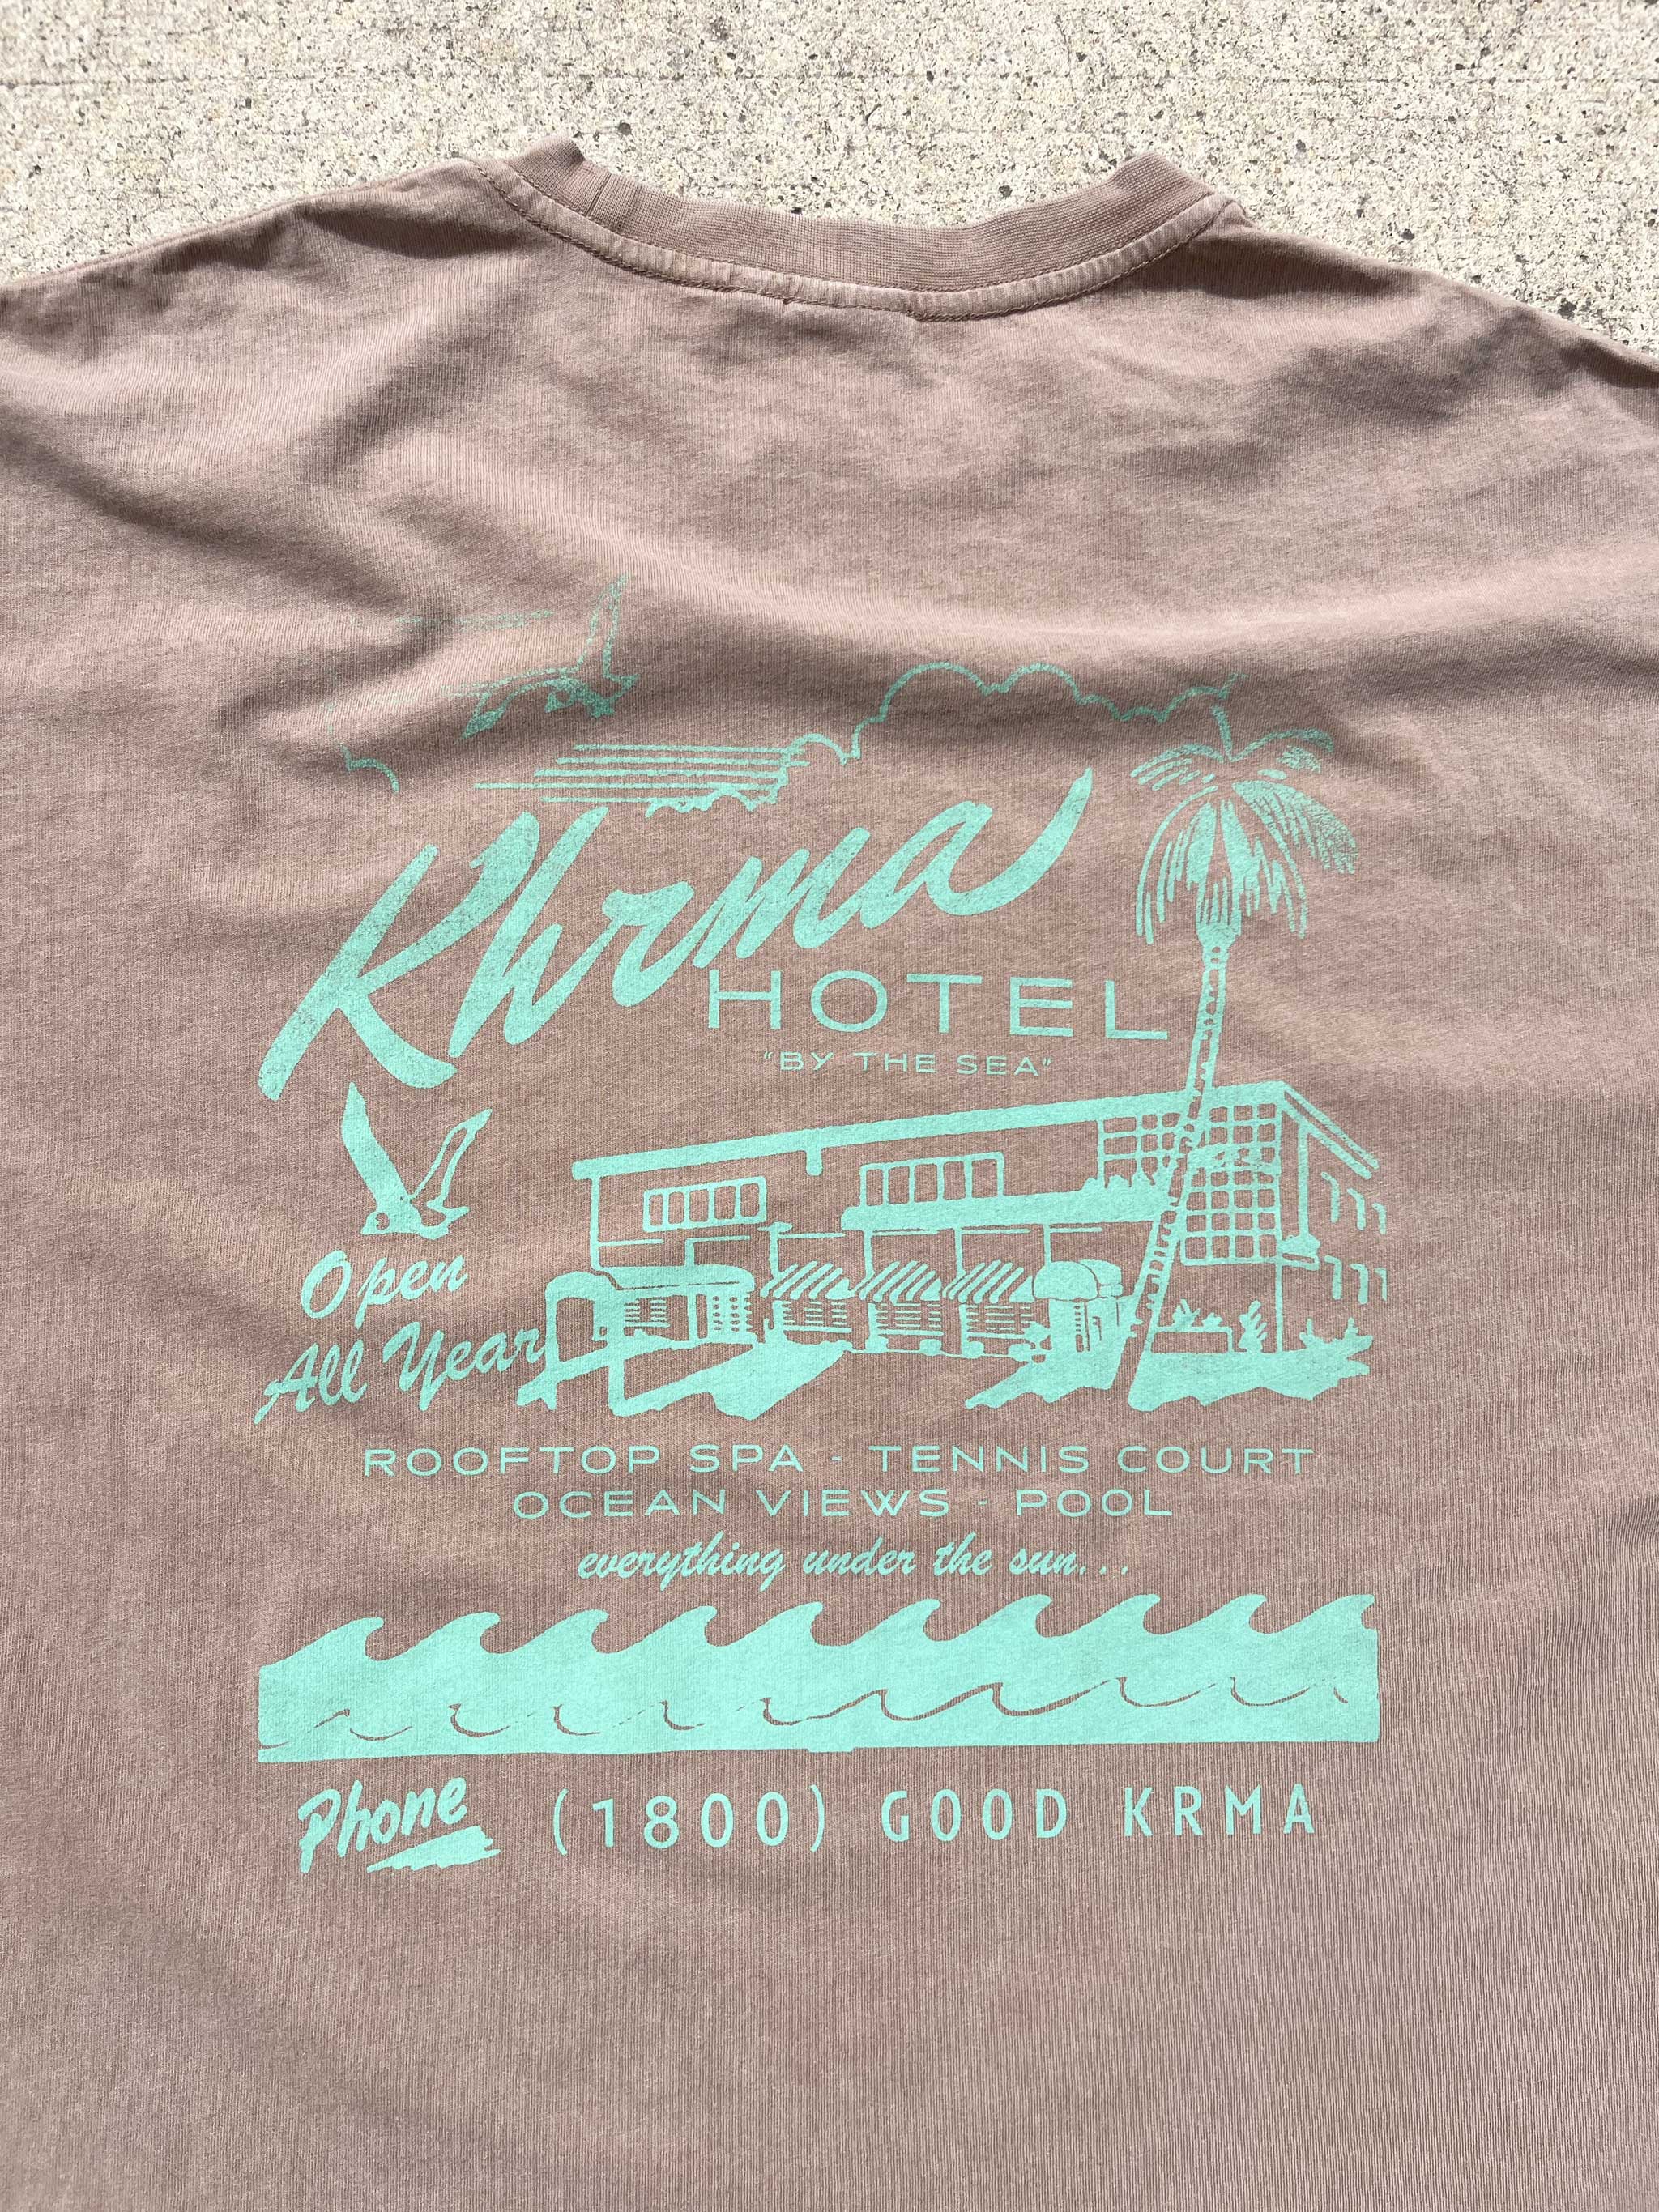 Khrma
HOTEL
"BY THE SEA"
Open
All Year
ROOFTOP SPA - TENNIS COURT
OCEAN VIEWS - POOL
everything under the sun...
Phone (1800) GOOD KRMA